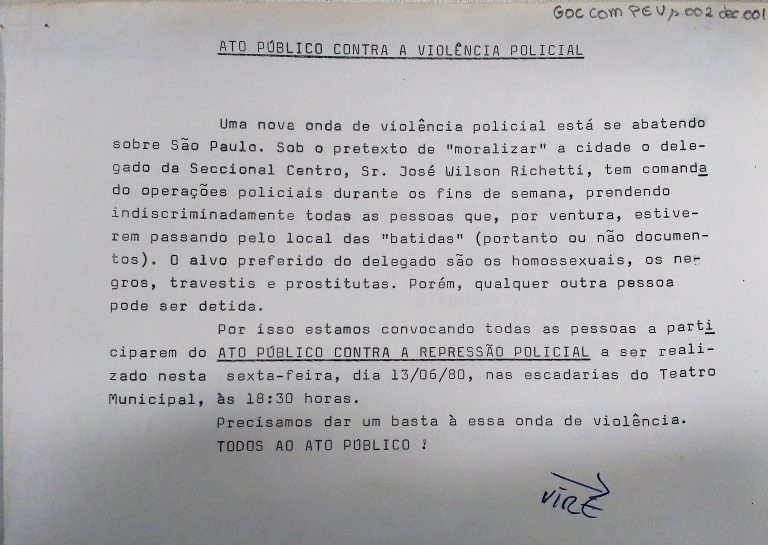 GOC COM PEV p.002 dec.001
ATO PÚBLICO CONTRA A VIOLÊNCIA POLICIAL
Uma nova onda de violência policial está se abatendo
sobre São Paulo. Sob o pretexto de "moralizar" a cidade o dele-
gado da Seccional Centro, Sr. José Wilson Richetti, tem comanda
do operações policiais durante os fins de semana, prendendo
indiscriminadamente todas as pessoas que, por ventura, estive-
rem passando pelo local das "batidas" (portanto ou não documen-
tos). O alvo preferido do delegado são os homossexuais, os ne-
gros, travestis e prostitutas. Porém, qualquer outra pessoa
pode ser detida.
Por isso estamos convocando todas as pessoas a parti
ciparem do ATO PÚBLICO CONTRA A REPRESSÃO POLICIAL a ser reali-
zado nesta sexta-feira, dia 13/06/80, nas escadarias do Teatro
Municipal, às 18:30 horas.
Precisamos dar um basta à essa onda de violência.
TODOS AO ATO PÚBLICO !
VIRE